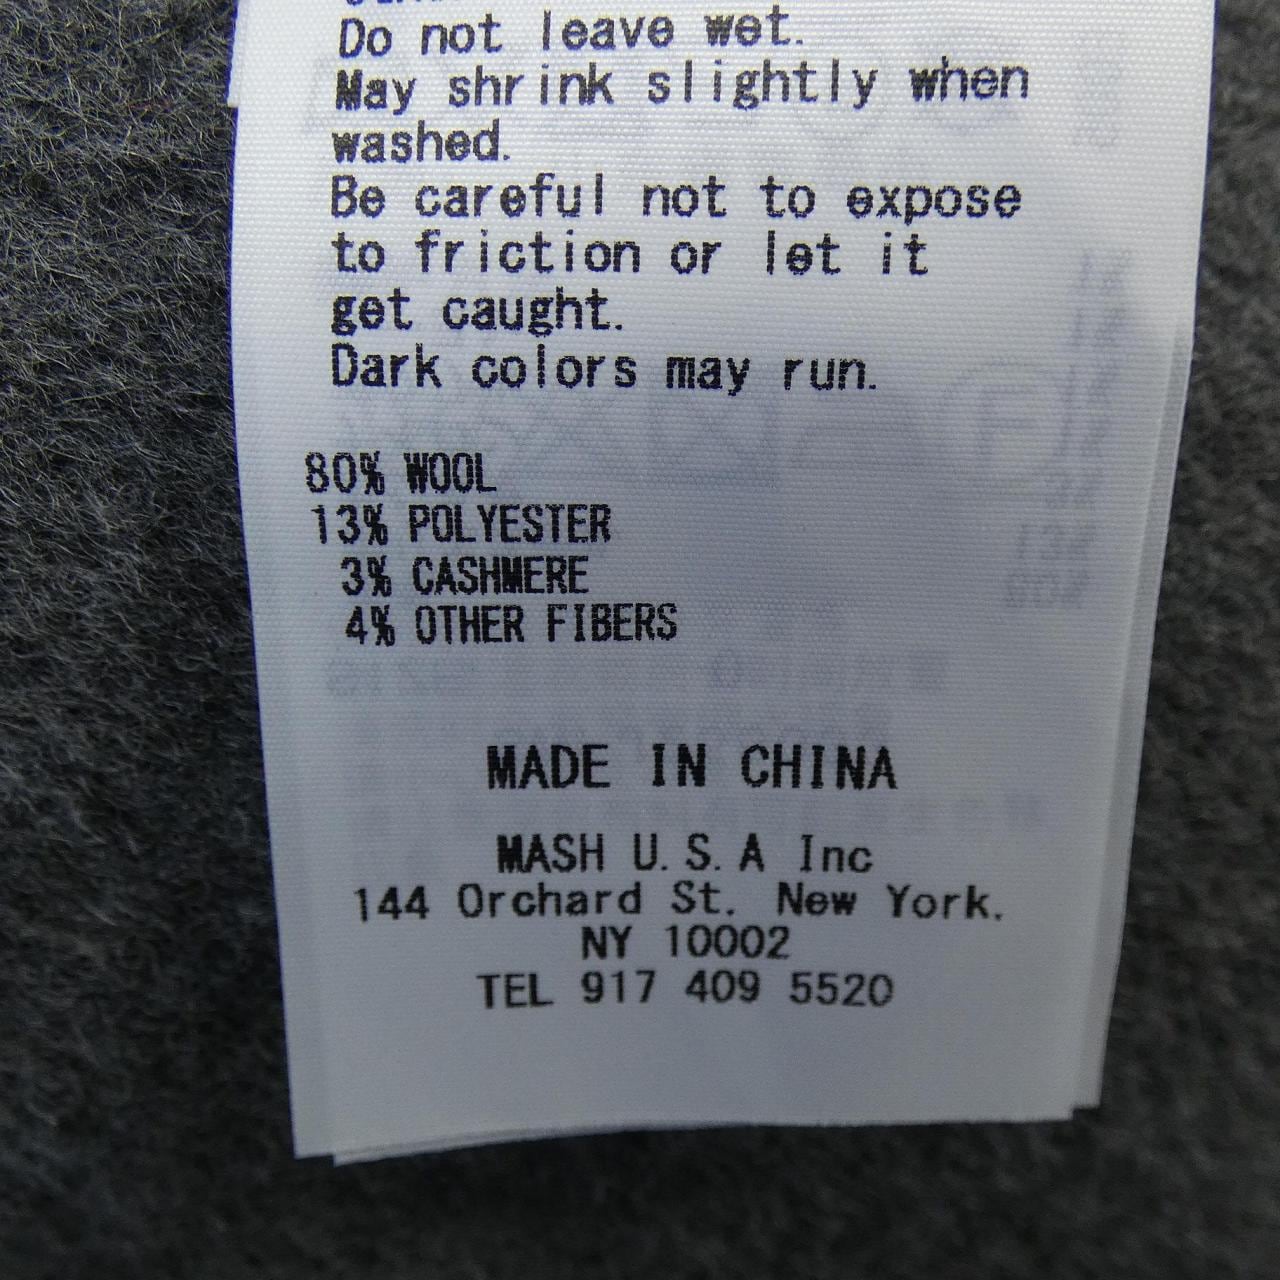 Do not leave wet.
May shrink slightly when
washed.
Be careful not to expose
to friction or let it
get caught.
Dark colors may run.
80% WOOL
13% POLYESTER
3% CASHMERE
4% OTHER FIBERS
MADE IN CHINA
MASH U.S.A Inc
144 Orchard St. New York.
NY 10002
TEL 917 409 5520